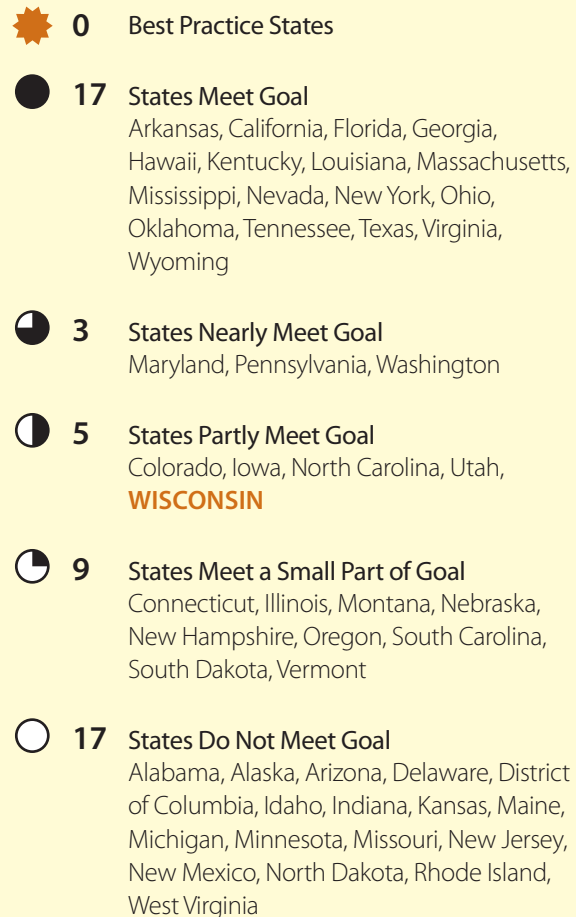 0 Best Practice States
17 States Meet Goal
Arkansas, California, Florida, Georgia,
Hawaii, Kentucky, Louisiana, Massachusetts,
Mississippi, Nevada, New York, Ohio,
Oklahoma, Tennessee, Texas, Virginia,
Wyoming
3 States Nearly Meet Goal
Maryland, Pennsylvania, Washington
5 States Partly Meet Goal
Colorado, Iowa, North Carolina, Utah,
WISCONSIN
9 States Meet a Small Part of Goal
Connecticut, Illinois, Montana, Nebraska,
New Hampshire, Oregon, South Carolina,
South Dakota, Vermont
17 States Do Not Meet Goal
Alabama, Alaska, Arizona, Delaware, District
of Columbia, Idaho, Indiana, Kansas, Maine,
Michigan, Minnesota, Missouri, New Jersey,
New Mexico, North Dakota, Rhode Island,
West Virginia